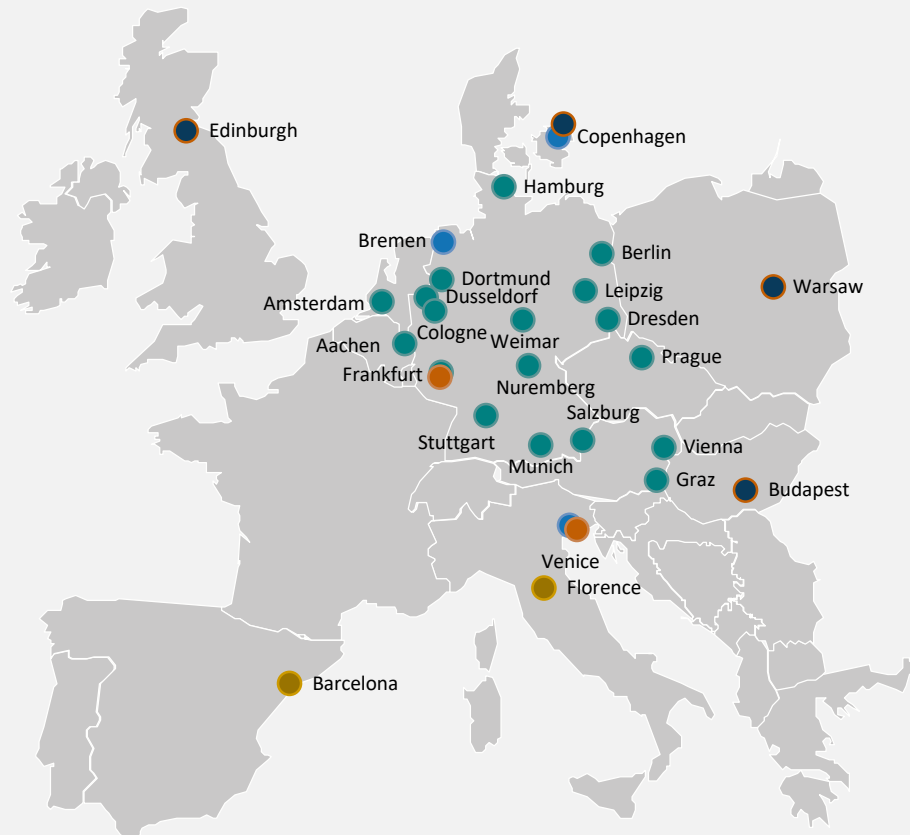 Edinburgh
Copenhagen
Hamburg
Bremen
Berlin
Dortmund
Warsaw
Leipzig
Dusseldorf
Amsterdam
Dresden
Cologne
Weimar
Aachen
Prague
Frankfurt
Nuremberg
Salzburg
Stuttgart
Vienna
Munich
Graz
Budapest
Venice
Florence
Barcelona